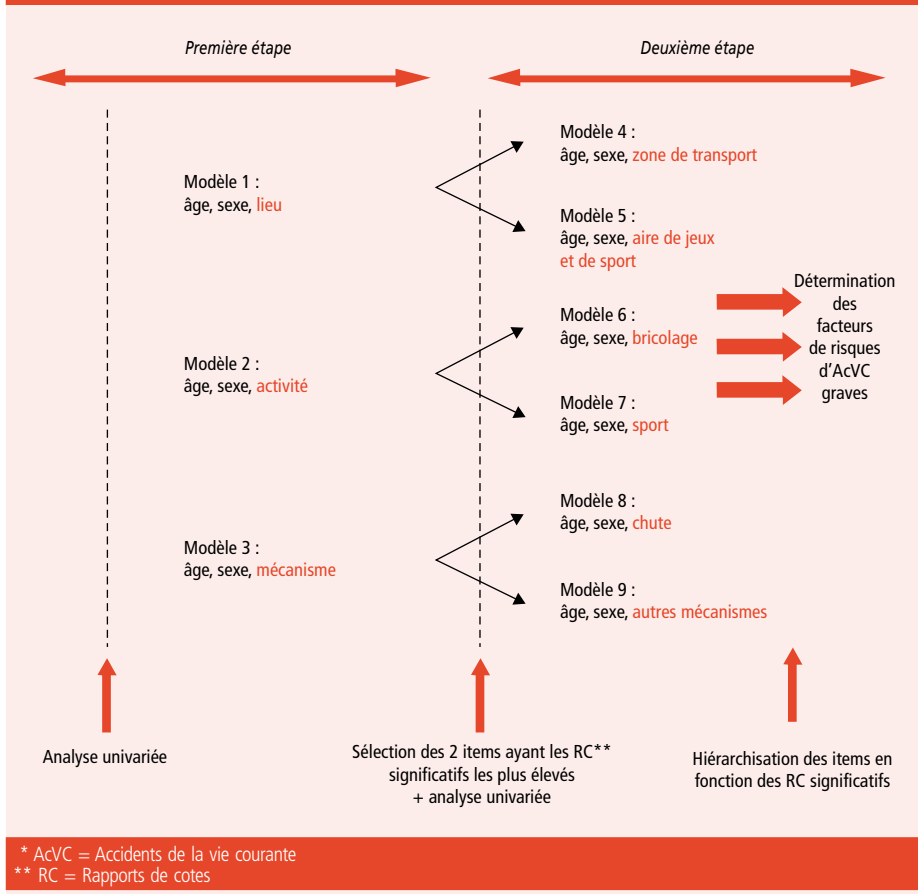 Première étape
Deuxième étape
Modèle 1 :
âge, sexe, lieu
Modèle 2 :
âge, sexe, activité
Modèle 3 :
âge, sexe, mécanisme
Modèle 4 :
âge, sexe, zone de transport
Modèle 5 :
âge, sexe, aire de jeux
et de sport
Modèle 6 :
âge, sexe, bricolage
Modèle 7 :
âge, sexe, sport
Modèle 8 :
âge, sexe, chute
Modèle 9 :
âge, sexe, autres mécanismes
Détermination
des
facteurs
de risques
d'AcVC
graves
Analyse univariée
Sélection des 2 items ayant les RC**
significatifs les plus élevés
+ analyse univariée
Hiérarchisation des items en
fonction des RC significatifs
* AcVC = Accidents de la vie courante
** RC = Rapports de cotes